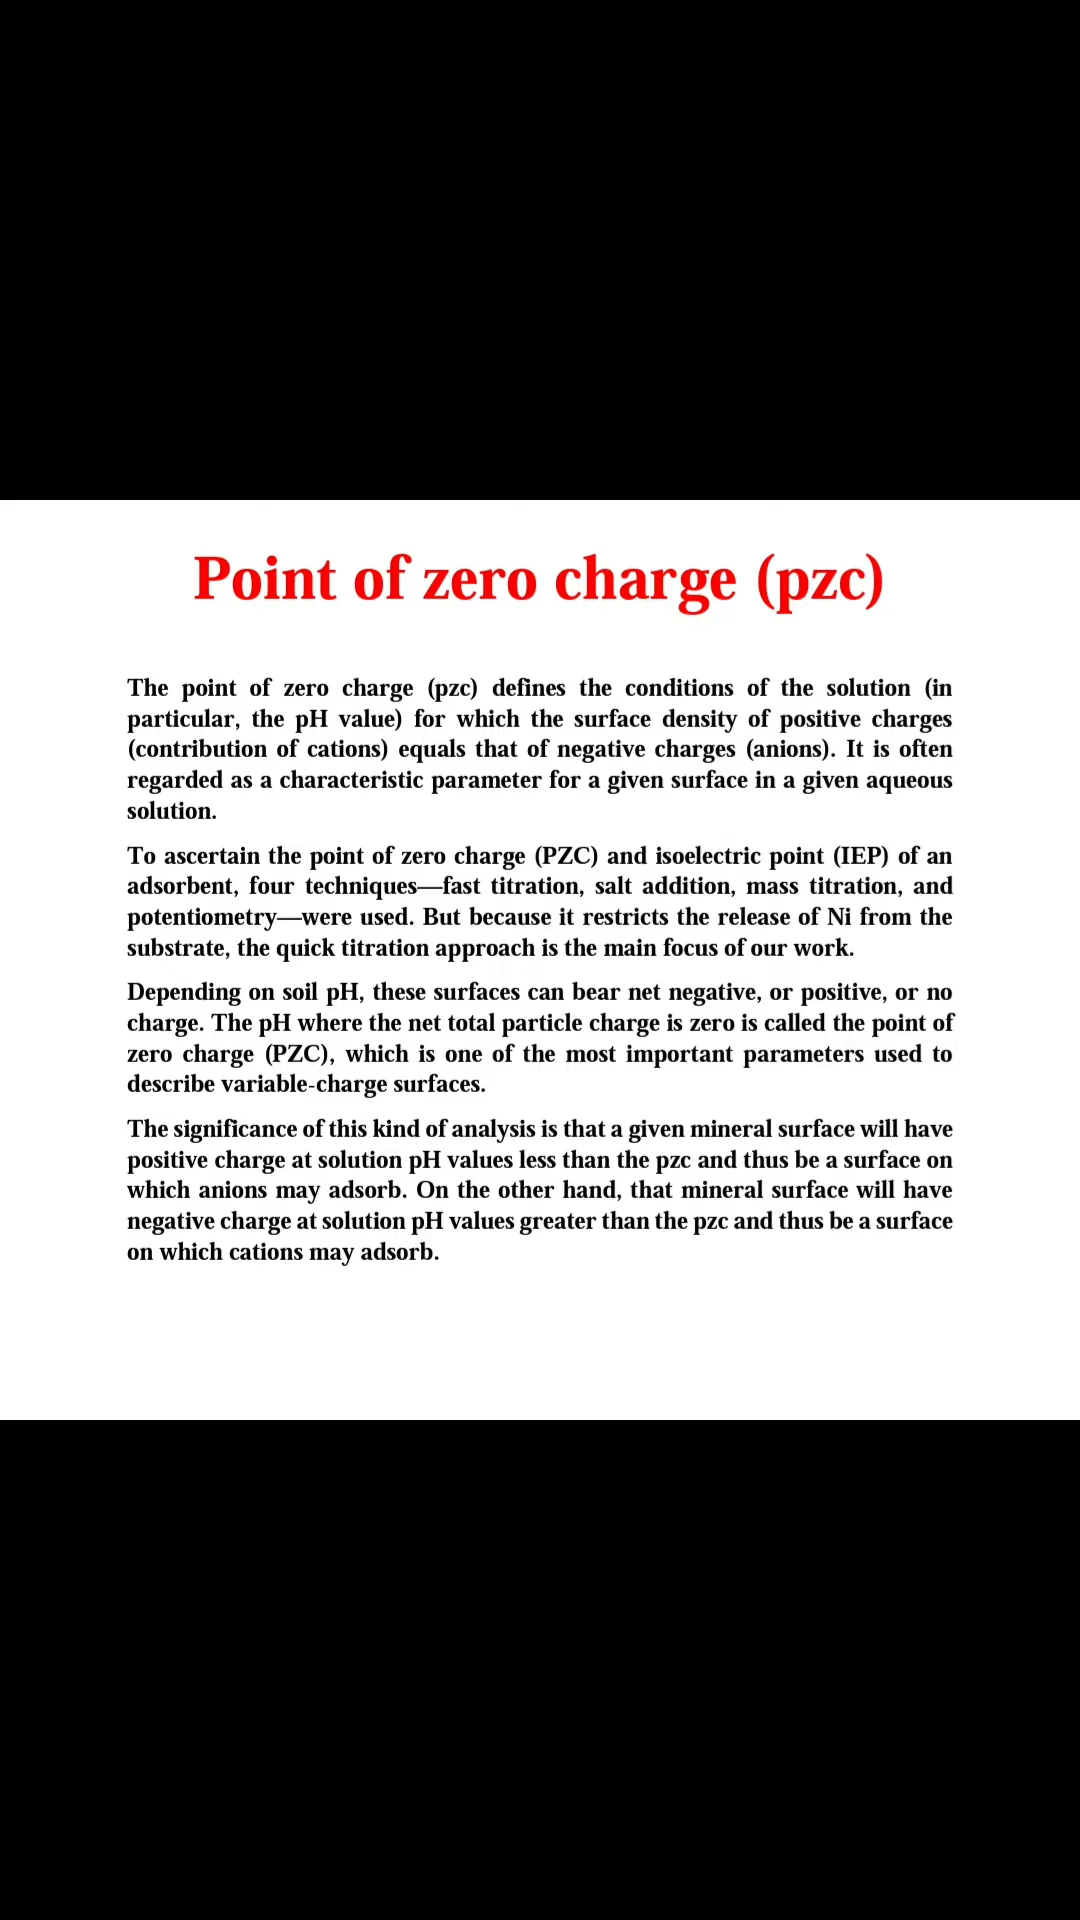 Point of zero charge (pzc)
The point of zero charge (pzc) defines the conditions of the solution (in
particular, the pH value) for which the surface density of positive charges
(contribution of cations) equals that of negative charges (anions). It is often
regarded as a characteristic parameter for a given surface in a given aqueous
solution.
To ascertain the point of zero charge (PZC) and isoelectric point (IEP) of an
adsorbent, four techniques—fast titration, salt addition, mass titration, and
potentiometry—were used. But because it restricts the release of Ni from the
substrate, the quick titration approach is the main focus of our work.
Depending on soil pH, these surfaces can bear net negative, or positive, or no
charge. The pH where the net total particle charge is zero is called the point of
zero charge (PZC), which is one of the most important parameters used to
describe variable-charge surfaces.
The significance of this kind of analysis is that a given mineral surface will have
positive charge at solution pH values less than the pzc and thus be a surface on
which anions may adsorb. On the other hand, that mineral surface will have
negative charge at solution pH values greater than the pzc and thus be a surface
on which cations may adsorb.